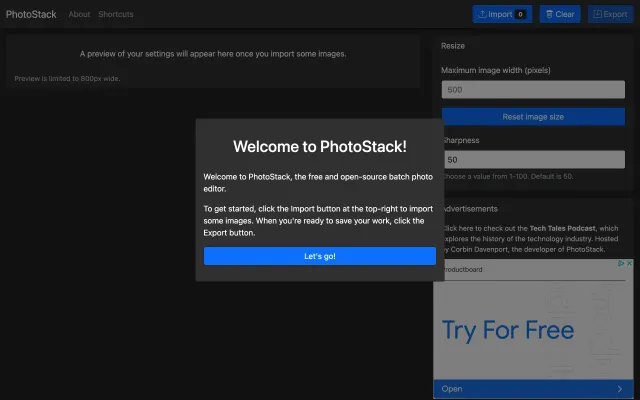 PhotoStack About Shortcuts Import 0 Clear Export
A preview of your settings will appear here once you import some images.
Preview is limited to 800px wide.
Resize
Maximum image width (pixels)
500
Reset image size
Sharpness
50
Choose a value from 1-100. Default is 50.
Welcome to PhotoStack!
Welcome to PhotoStack, the free and open-source batch photo
editor.
To get started, click the Import button at the top-right to import
some images. When you're ready to save your work, click the
Export button.
Let's go!
Advertisements
Click here to check out the Tech Tales Podcast, which
explores the history of the technology industry. Hosted
by Corbin Davenport, the developer of PhotoStack.
Productboard
Try For Free
Open